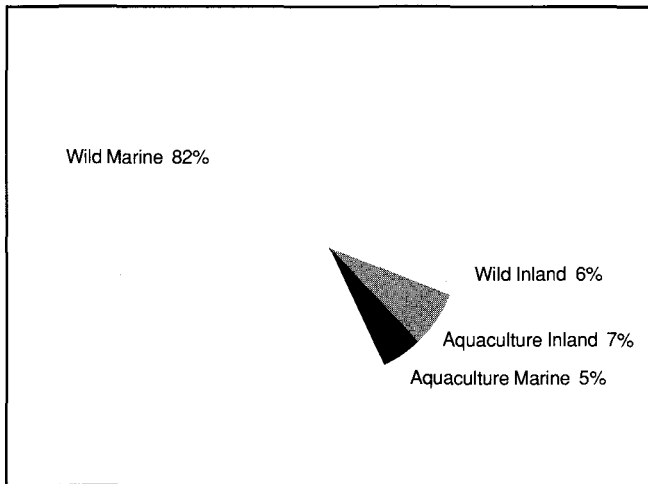 Wild Marine 82%
Wild Inland 6%
Aquaculture Inland 7%
Aquaculture Marine 5%